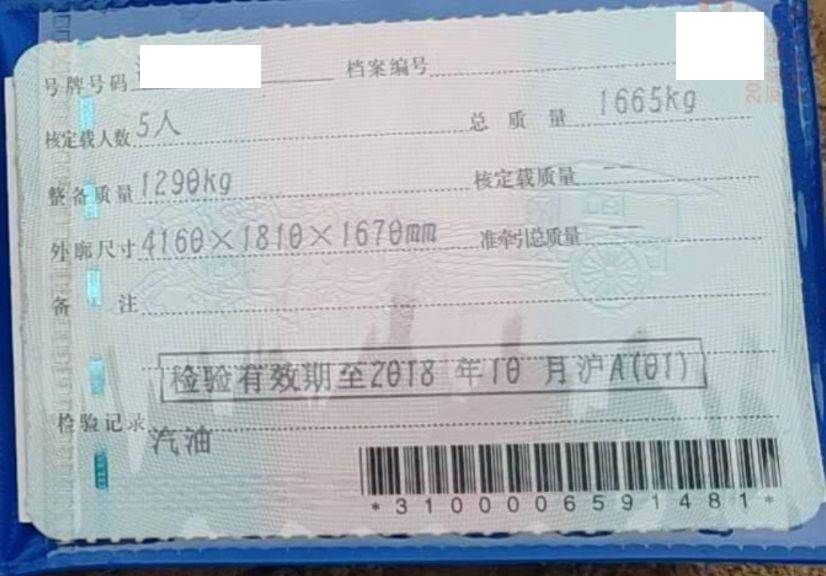 号牌号码 档案编号
核定载人数 5人 总质量 1665kg
整备质量 1290kg 核定载质量 --
外廓尺寸 4160×1810×1670mm 准牵引总质量 --
备注
检验有效期至2018年10月沪A(01)
检验记录
汽油
*3100006591481*